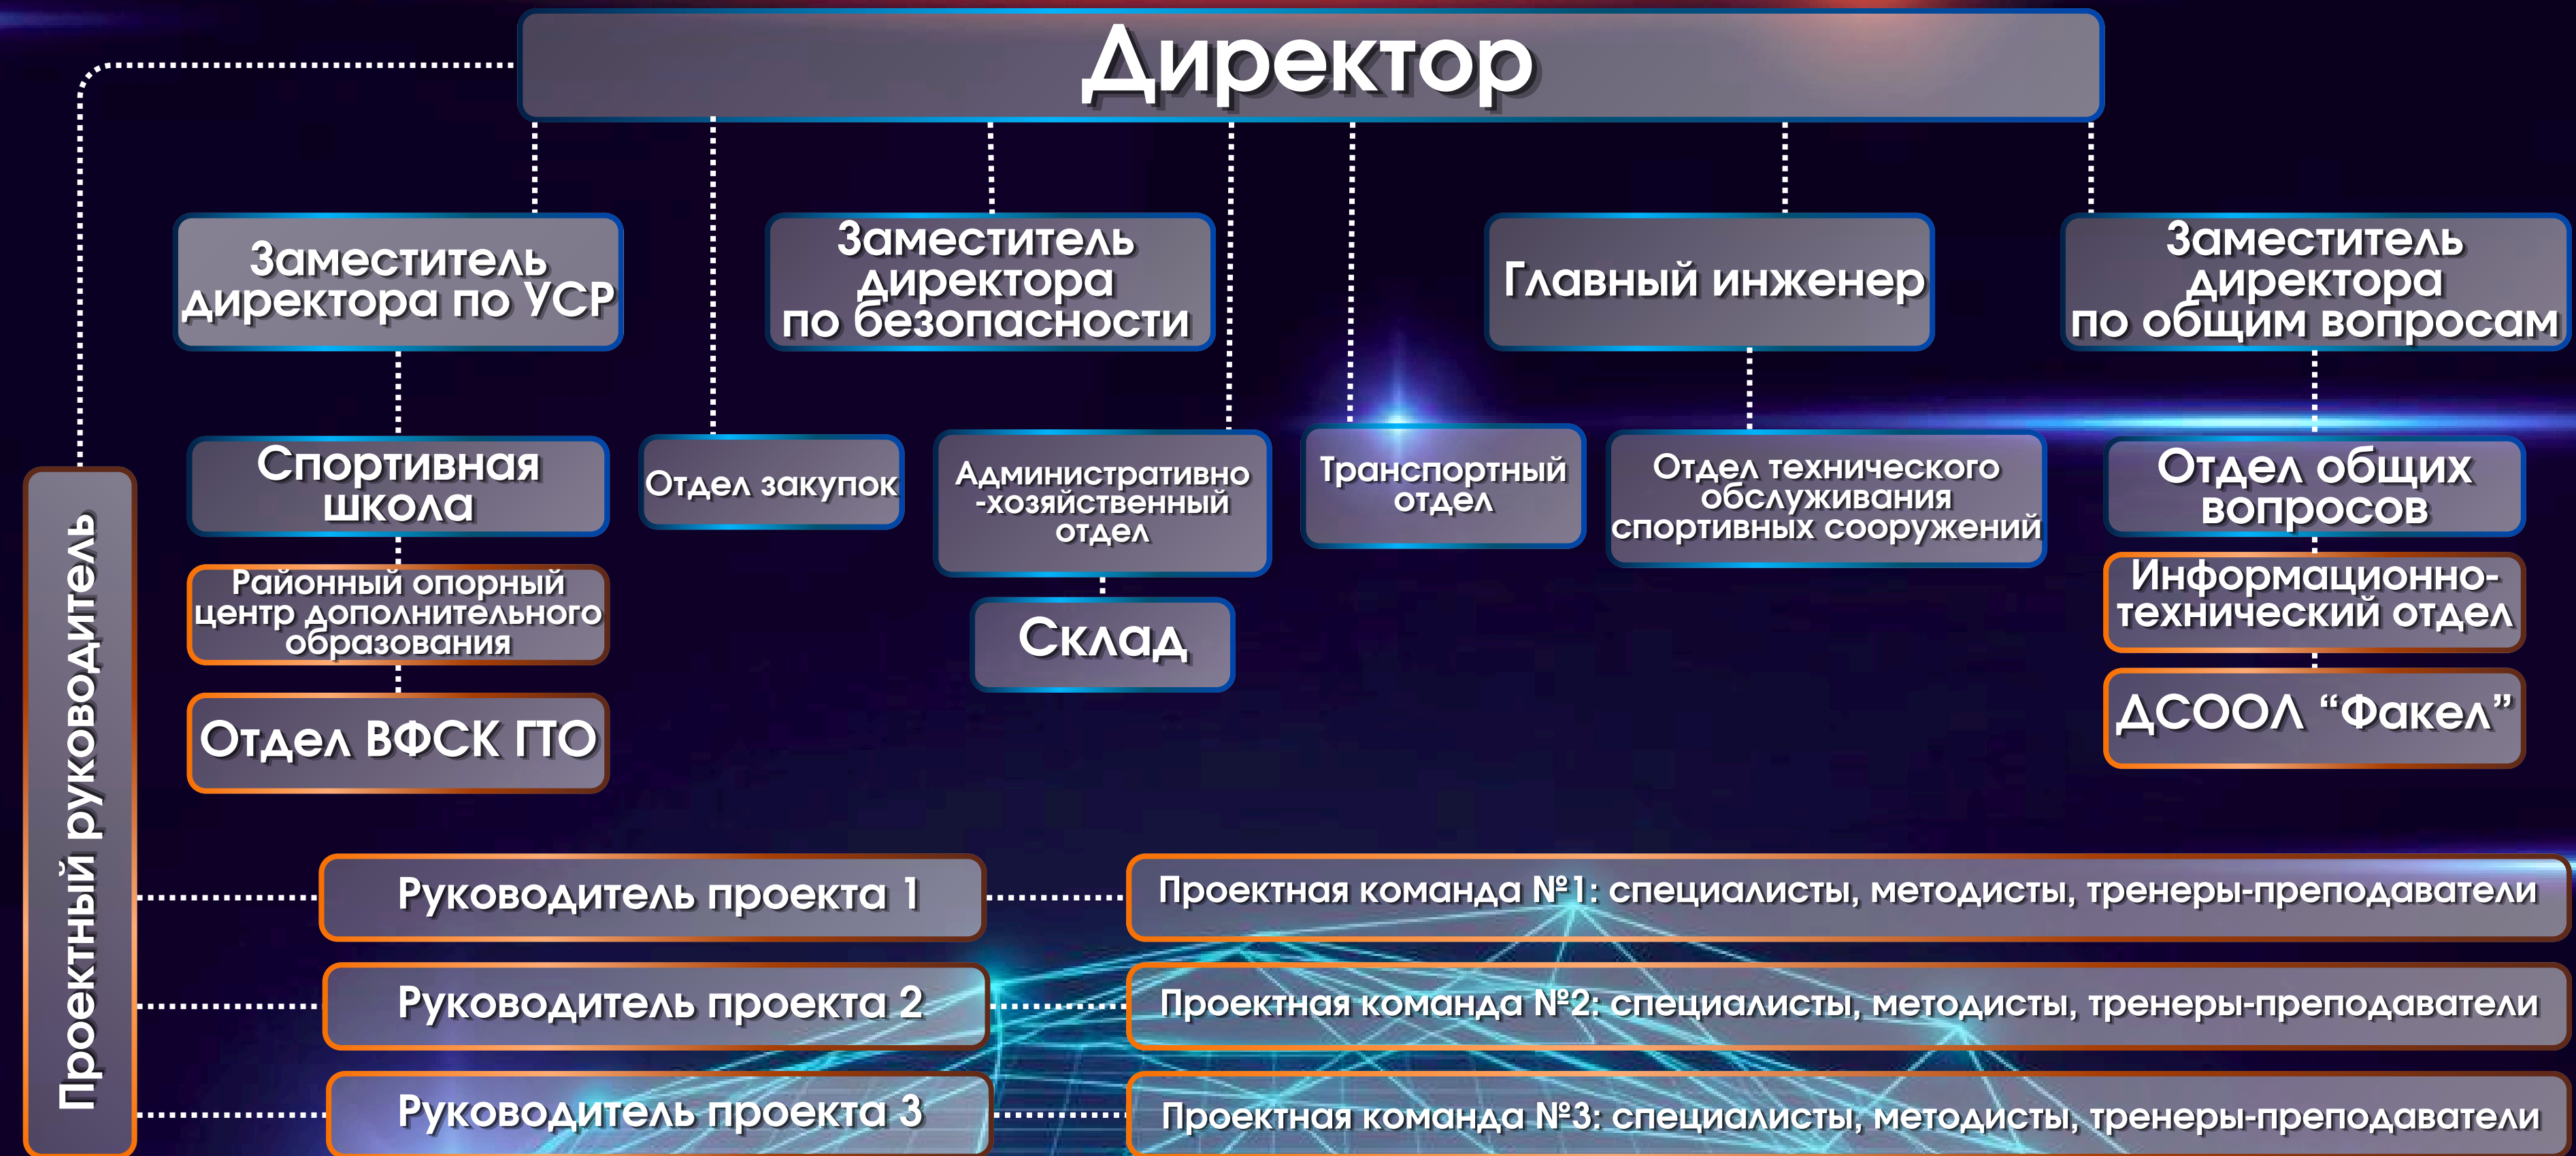 Директор
Заместитель
директора по УСР
Заместитель
директора
по безопасности
Главный инженер
Заместитель
директора
по общим вопросам
Спортивная
школа
Отдел закупок
Административно
-хозяйственный
отдел
Транспортный
отдел
Отдел технического
обслуживания
спортивных сооружений
Отдел общих
вопросов
Районный опорный
центр дополнительного
образования
Склад
Информационно-
технический отдел
Отдел ВФСК ГТО
ДСООЛ “Факел”
Проектный руководитель
Руководитель проекта 1
Проектная команда №1: специалисты, методисты, тренеры-преподаватели
Руководитель проекта 2
Проектная команда №2: специалисты, методисты, тренеры-преподаватели
Руководитель проекта 3
Проектная команда №3: специалисты, методисты, тренеры-преподаватели